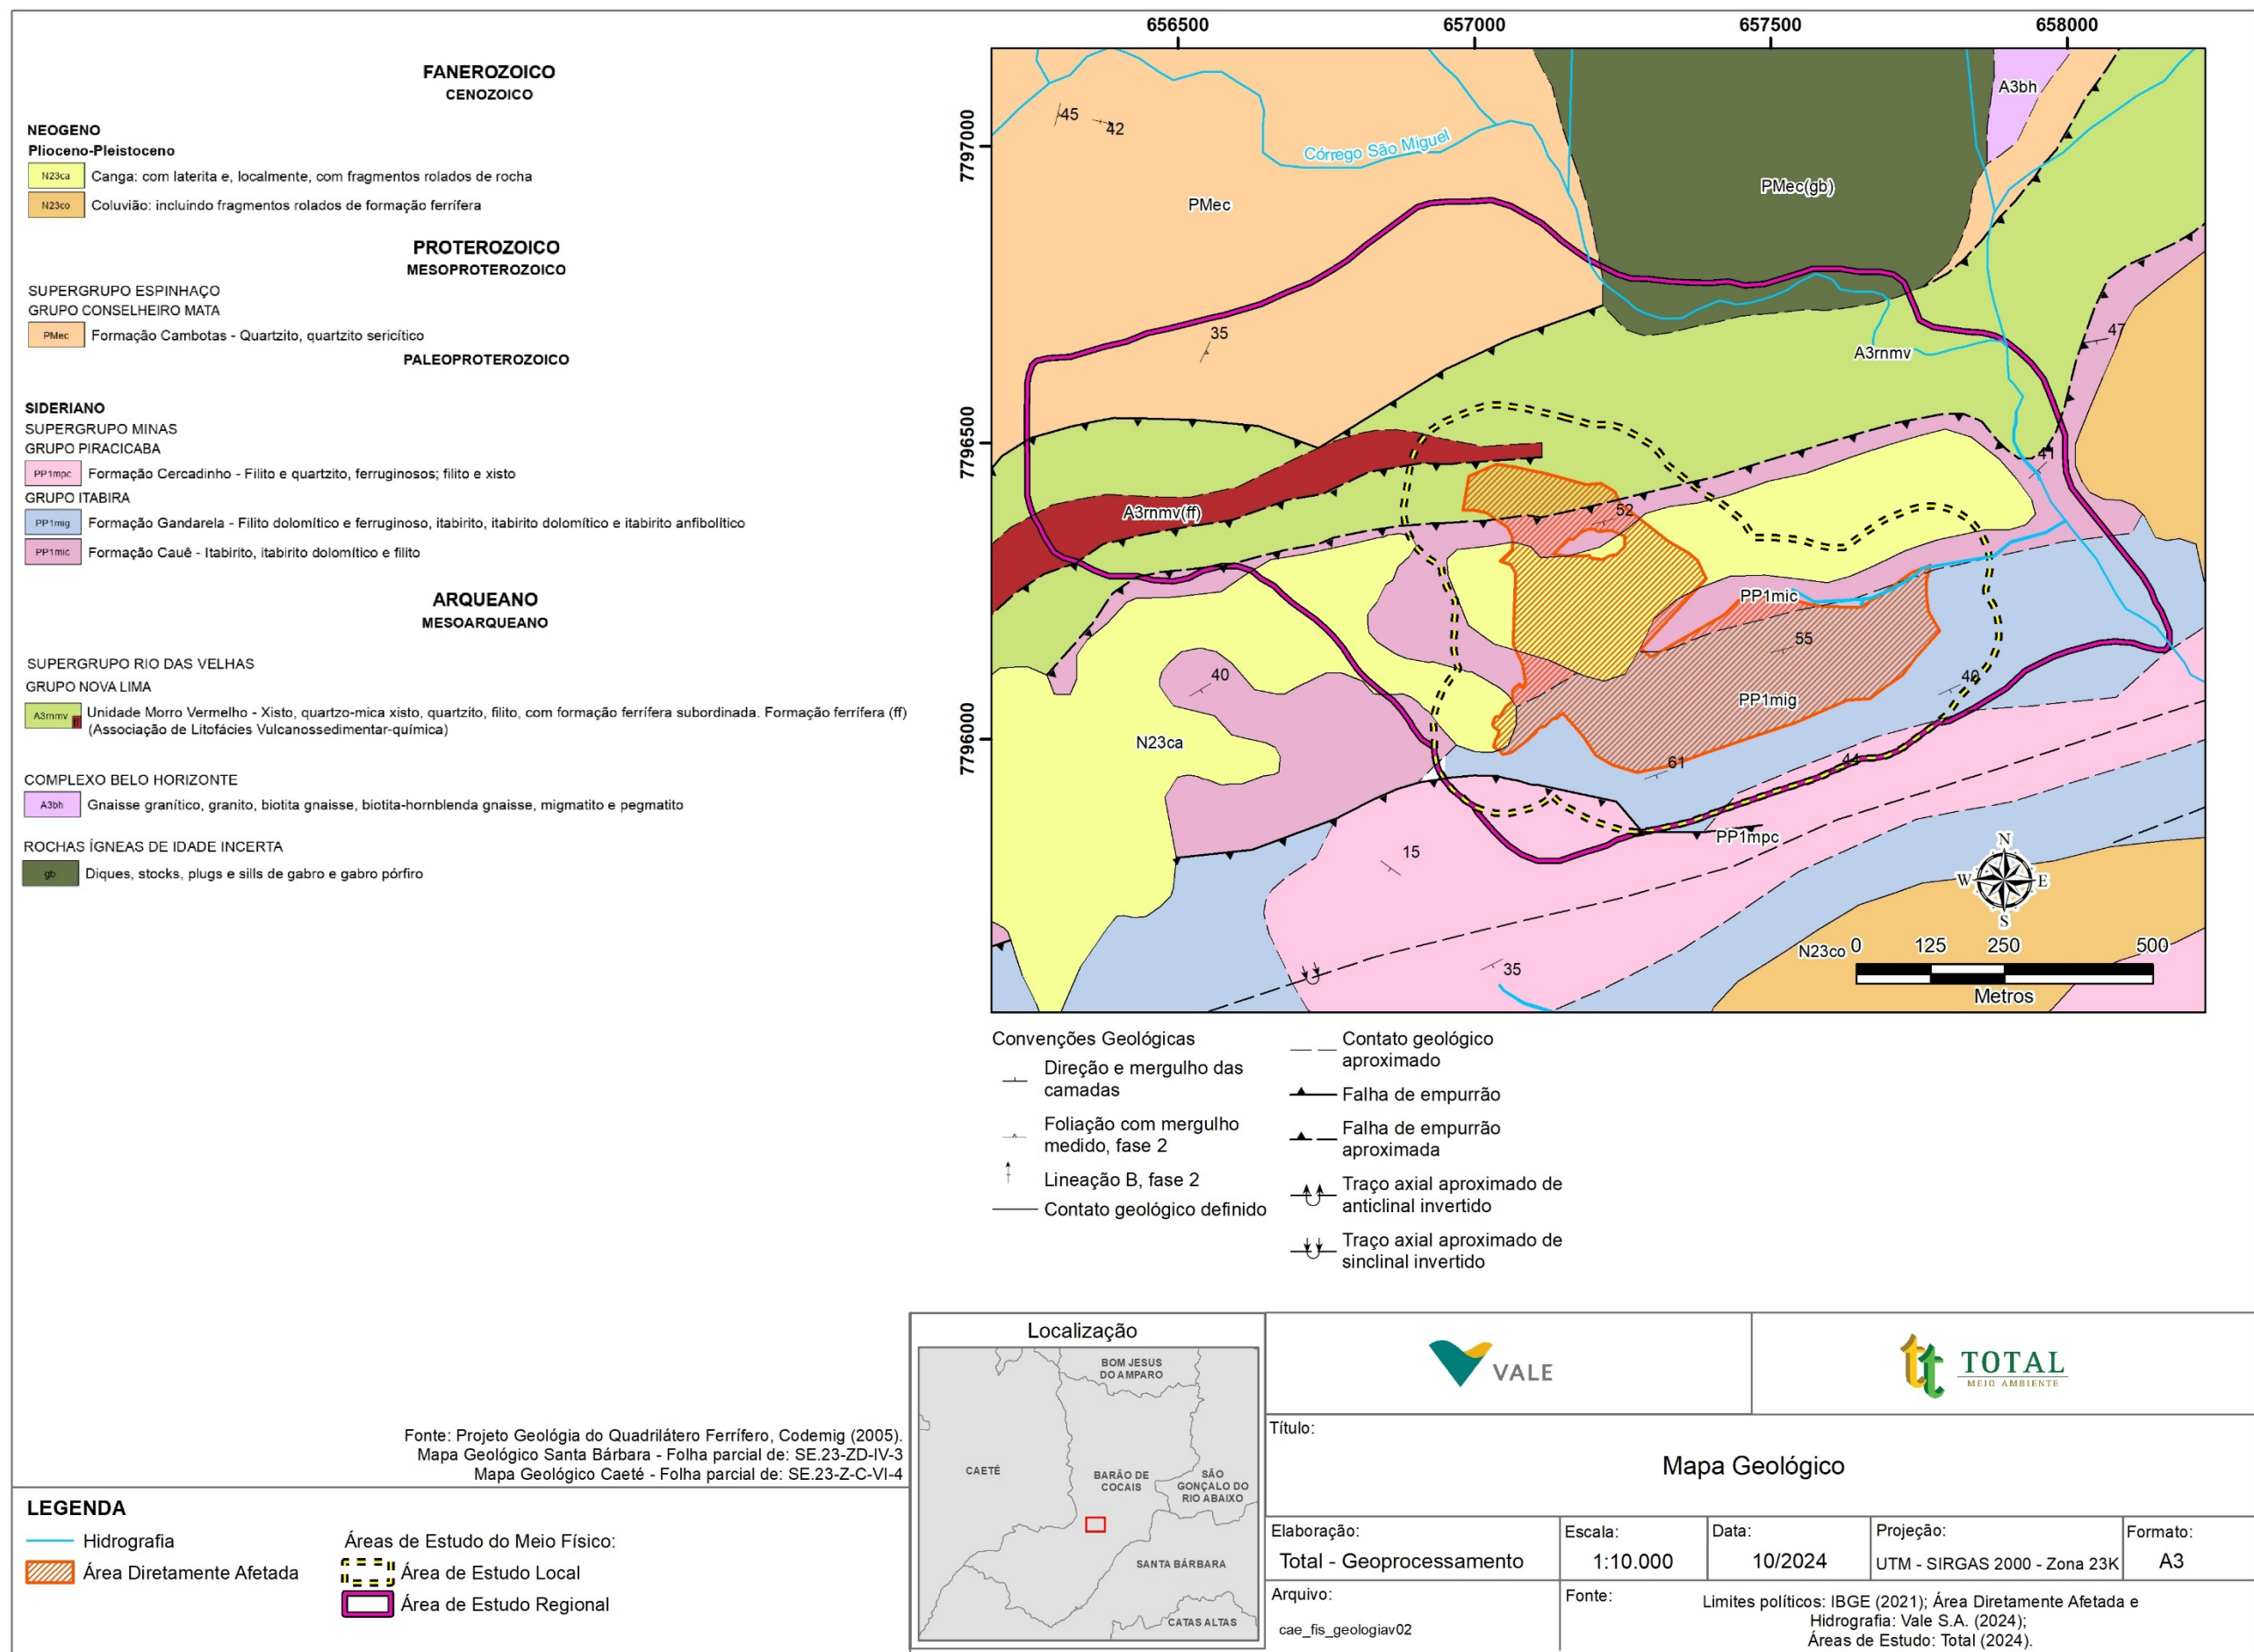 FANEROZOICO
CENOZOICO
NEOGENO
Plioceno-Pleistoceno
N23ca Canga: com laterita e, localmente, com fragmentos rolados de rocha
N23co Coluvião: incluindo fragmentos rolados de formação ferrífera
PROTEROZOICO
MESOPROTEROZOICO
SUPERGRUPO ESPINHAÇO
GRUPO CONSELHEIRO MATA
PMec Formação Cambotas - Quartzito, quartzito sericítico
PALEOPROTEROZOICO
SIDERIANO
SUPERGRUPO MINAS
GRUPO PIRACICABA
PP1mpc Formação Cercadinho - Filito e quartzito, ferruginosos; filito e xisto
GRUPO ITABIRA
PP1mig Formação Gandarela - Filito dolomítico e ferruginoso, itabirito, itabirito dolomítico e itabirito anfibolítico
PP1mic Formação Cauê - Itabirito, itabirito dolomítico e filito
ARQUEANO
MESOARQUEANO
SUPERGRUPO RIO DAS VELHAS
GRUPO NOVA LIMA
A3rnmv ff Unidade Morro Vermelho - Xisto, quartzo-mica xisto, quartzito, filito, com formação ferrífera subordinada. Formação ferrífera (ff)
(Associação de Litofácies Vulcanossedimentar-química)
COMPLEXO BELO HORIZONTE
A3bh Gnaisse granítico, granito, biotita gnaisse, biotita-hornblenda gnaisse, migmatito e pegmatito
ROCHAS ÍGNEAS DE IDADE INCERTA
gb Diques, stocks, plugs e sills de gabro e gabro pórfiro
656500 657000 657500 658000
7797000
7796500
7796000
A3bh
45
42
Córrego São Miguel
PMec(gb)
PMec
35
47
A3rnmv
41
A3rnmv(ff)
52
PP1mic
55
40
40
PP1mig
N23ca
61
44
PP1mpc
15
N
W E
S
35
N23co
0 125 250 500
Metros
Convenções Geológicas
Direção e mergulho das
camadas
Foliação com mergulho
medido, fase 2
Lineação B, fase 2
Contato geológico definido
Contato geológico
aproximado
Falha de empurrão
Falha de empurrão
aproximada
Traço axial aproximado de
anticlinal invertido
Traço axial aproximado de
sinclinal invertido
Fonte: Projeto Geológia do Quadrilátero Ferrífero, Codemig (2005).
Mapa Geológico Santa Bárbara - Folha parcial de: SE.23-ZD-IV-3
Mapa Geológico Caeté - Folha parcial de: SE.23-Z-C-VI-4
LEGENDA
Hidrografia
Área Diretamente Afetada
Áreas de Estudo do Meio Físico:
Área de Estudo Local
Área de Estudo Regional
Localização
BOM JESUS
DO AMPARO
CAETÉ
BARÃO DE
COCAIS
SÃO
GONÇALO DO
RIO ABAIXO
SANTA BÁRBARA
CATAS ALTAS
VALE
tt TOTAL
MEIO AMBIENTE
Título:
Mapa Geológico
Elaboração:
Total - Geoprocessamento
Escala:
1:10.000
Data:
10/2024
Projeção:
UTM - SIRGAS 2000 - Zona 23K
Formato:
A3
Arquivo:
cae_fis_geologiav02
Fonte:
Limites políticos: IBGE (2021); Área Diretamente Afetada e
Hidrografia: Vale S.A. (2024);
Áreas de Estudo: Total (2024).